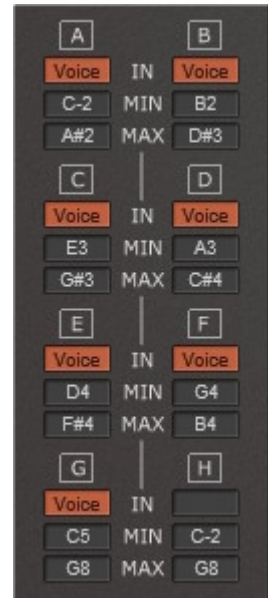 A B
Voice IN Voice
C-2 MIN B2
A#2 MAX D#3
C D
Voice IN Voice
E3 MIN A3
G#3 MAX C#4
E F
Voice IN Voice
D4 MIN G4
F#4 MAX B4
G H
Voice IN
C5 MIN C-2
G8 MAX G8